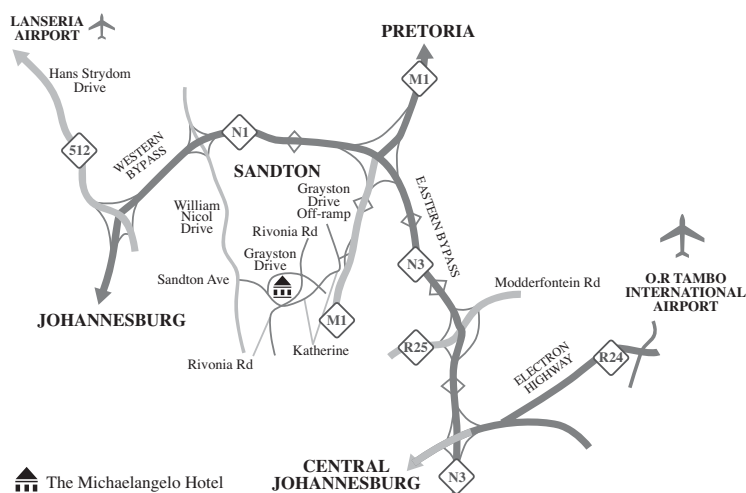 LANSERIA
AIRPORT
PRETORIA
Hans Strydom
Drive
M1
512
WESTERN
BYPASS
N1
SANDTON
William
Nicol
Drive
Grayston
Drive
Off-ramp
Rivonia Rd
EASTERN BYPASS
Grayston
Drive
Sandton Ave
N3
Modderfontein Rd
O.R TAMBO
INTERNATIONAL
AIRPORT
JOHANNESBURG
M1
Katherine
Rivonia Rd
R25
ELECTRON
HIGHWAY
R24
CENTRAL
JOHANNESBURG
N3
The Michaelangelo Hotel